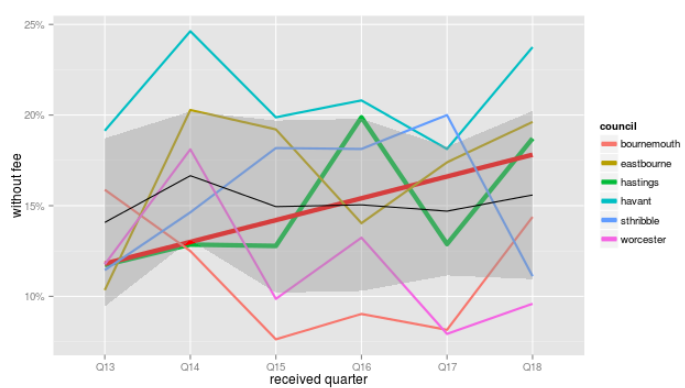 25%
20%
15%
10%
without fee
Q13 Q14 Q15 Q16 Q17 Q18
received quarter
council
bournemouth
eastbourne
hastings
havant
sthribble
worcester